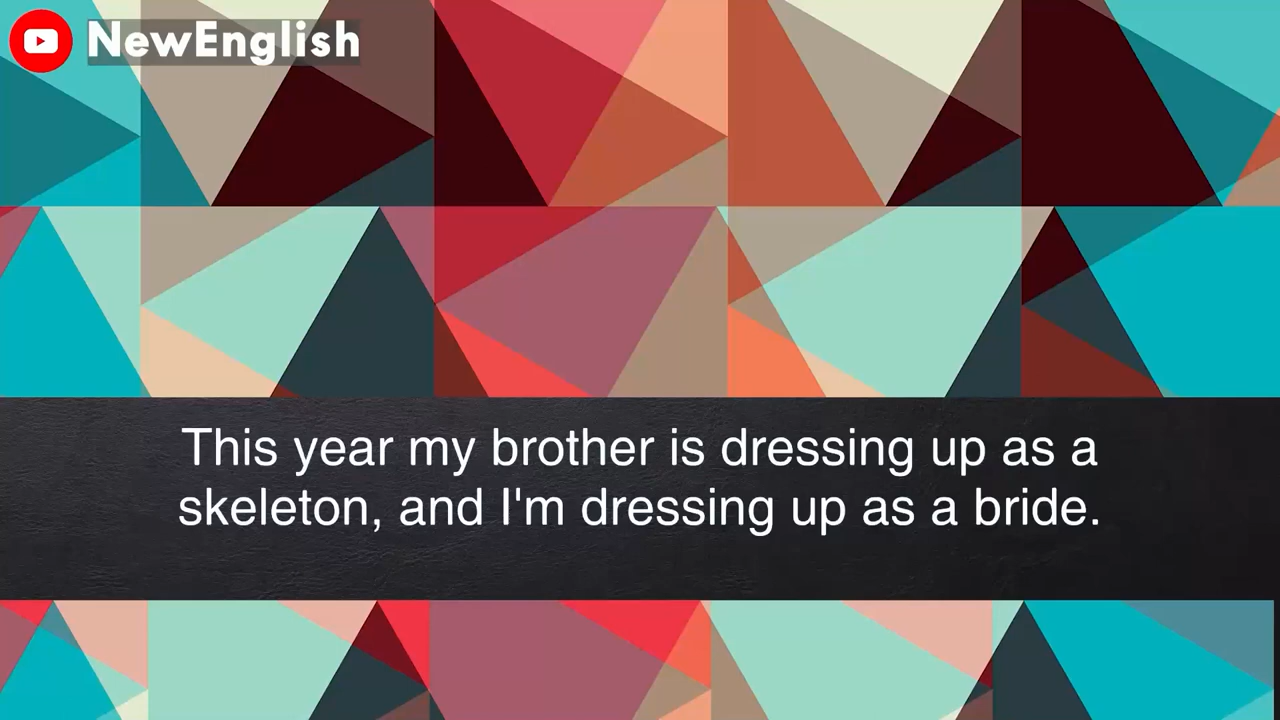 NewEnglish
This year my brother is dressing up as a
skeleton, and I'm dressing up as a bride.